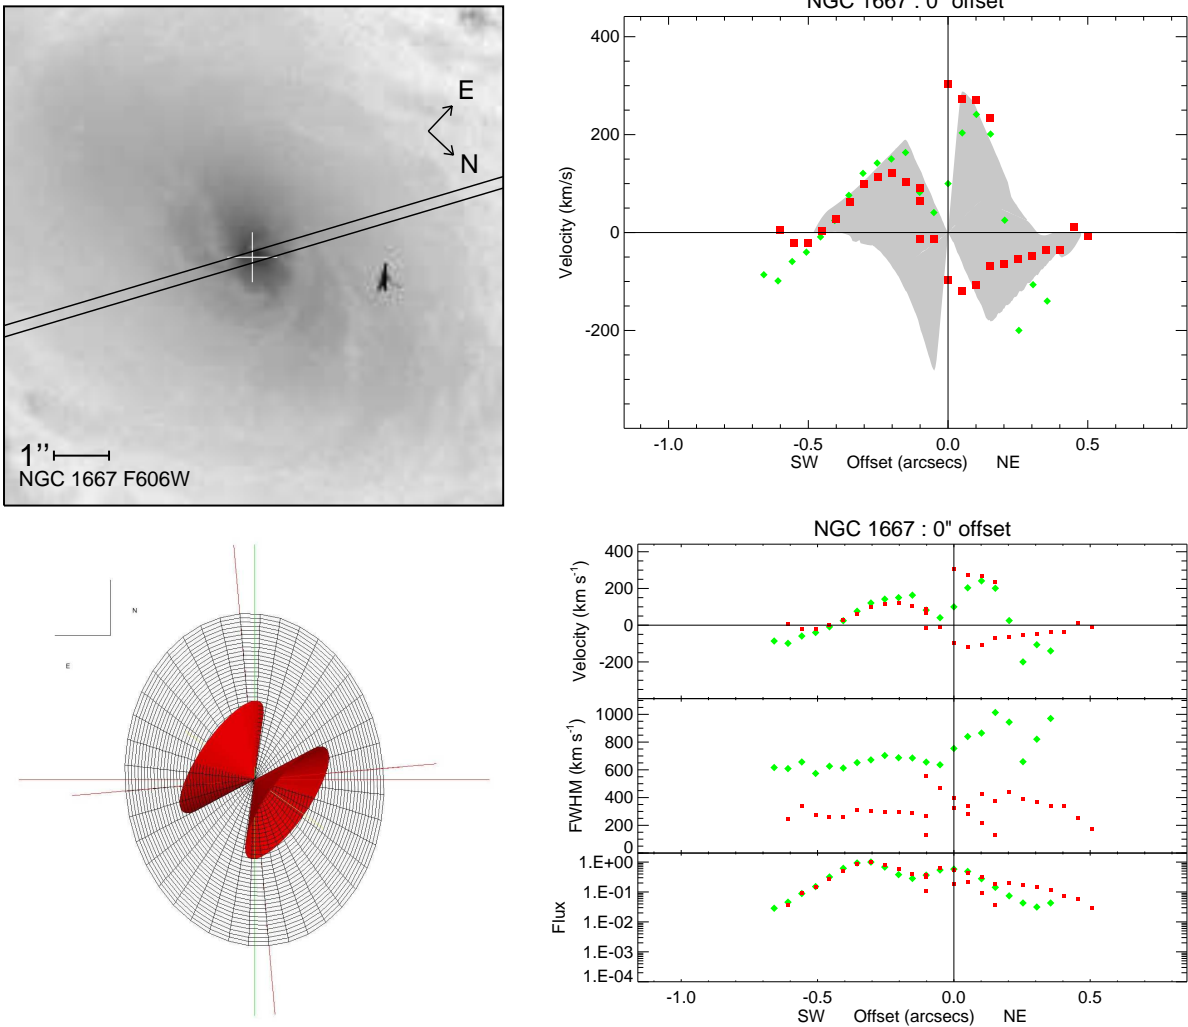 E
N
1’’
NGC 1667 F606W
NGC 1667 : 0" offset
400
200
0
-200
Velocity (km/s)
-1.0 -0.5 0.0 0.5
SW Offset (arcsecs) NE
N
E
NGC 1667 : 0" offset
400
200
0
-200
Velocity (km s-1)
1000
800
600
400
200
0
FWHM (km s-1)
1.E+00
1.E-01
1.E-02
1.E-03
1.E-04
Flux
-1.0 -0.5 0.0 0.5
SW Offset (arcsecs) NE